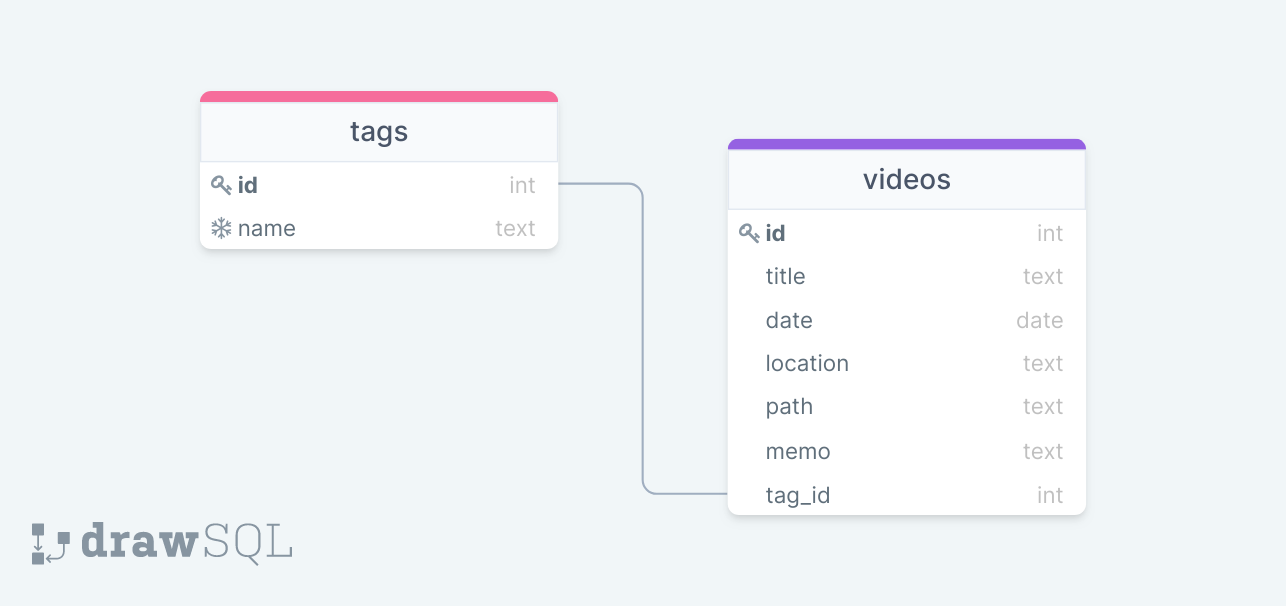 tags
id int
name text
videos
id int
title text
date date
location text
path text
memo text
tag_id int
drawSQL